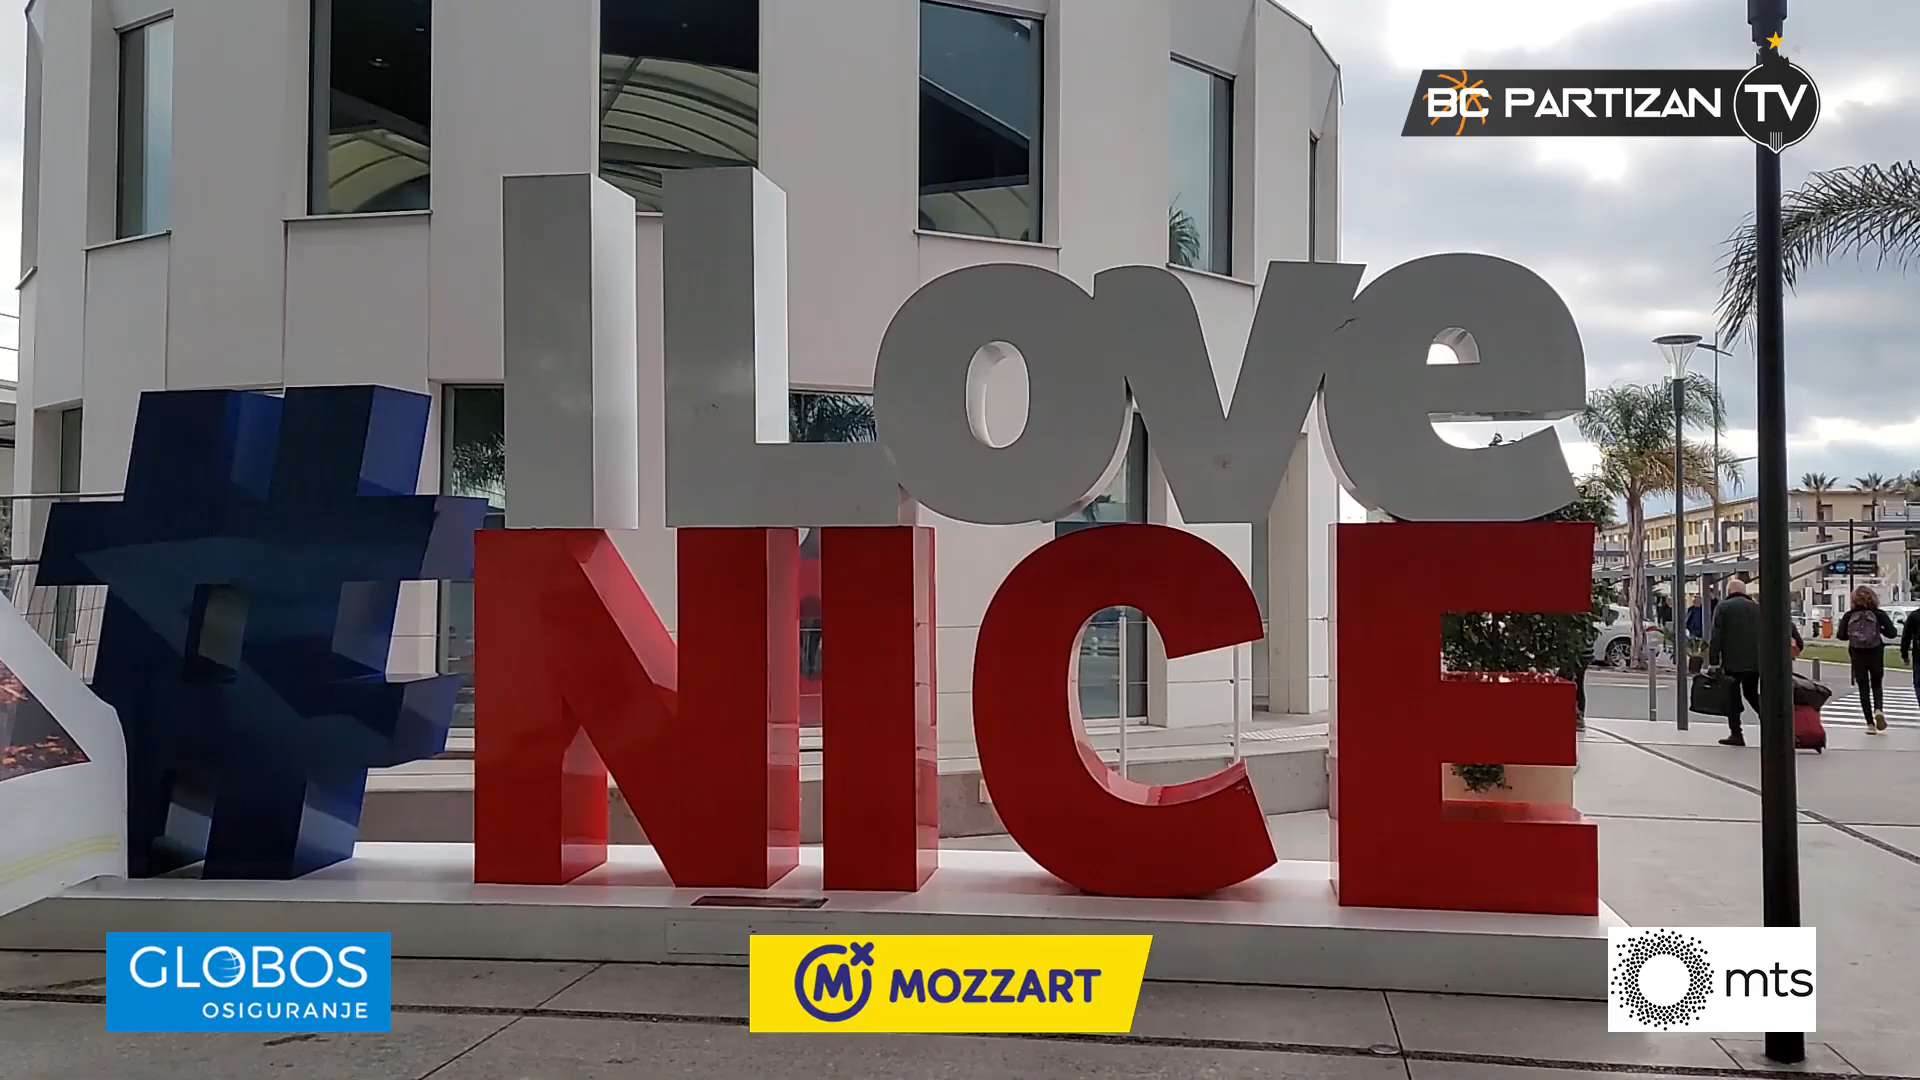 BC PARTIZAN TV
I Love
#NICE
GLOBOS
OSIGURANJE
MOZZART
mts